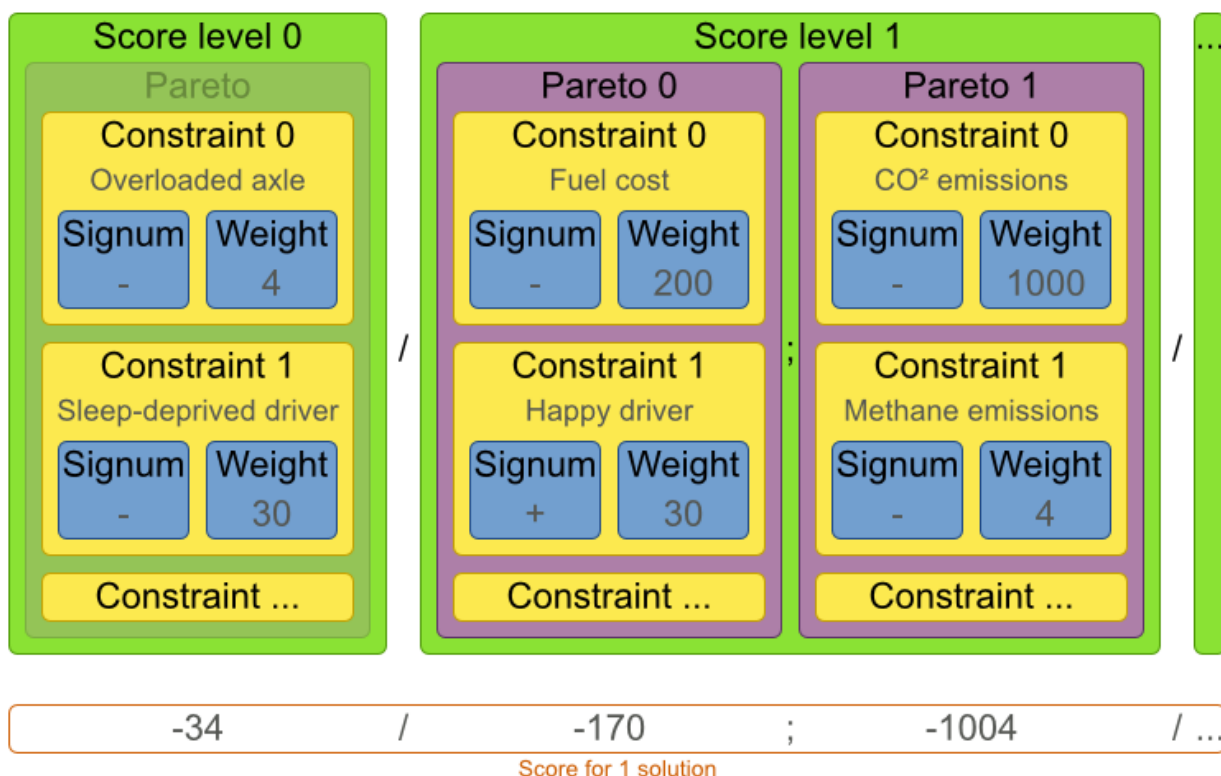 Score level 0
Pareto
Constraint 0
Overloaded axle
Signum Weight
- 4
Constraint 1
Sleep-deprived driver
Signum Weight
- 30
Constraint ...
/
Score level 1
Pareto 0
Constraint 0
Fuel cost
Signum Weight
- 200
Constraint 1
Happy driver
Signum Weight
+ 30
Constraint ...
;
Pareto 1
Constraint 0
CO² emissions
Signum Weight
- 1000
Constraint 1
Methane emissions
Signum Weight
- 4
Constraint ...
/
...
-34 / -170 ; -1004 / ...
Score for 1 solution